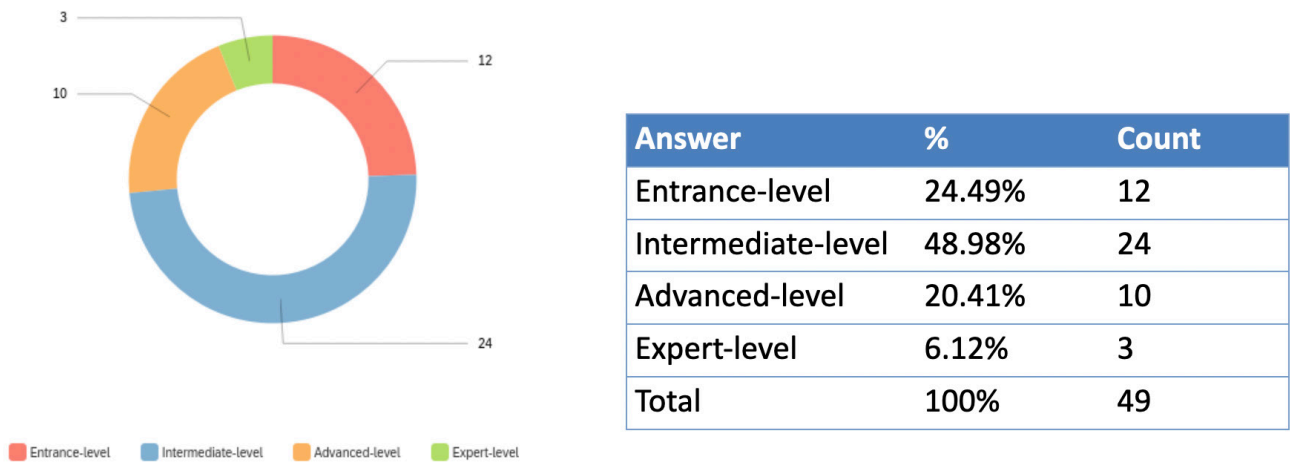 3
12
10
24
Entrance-level Intermediate-level Advanced-level Expert-level
Answer % Count
Entrance-level 24.49% 12
Intermediate-level 48.98% 24
Advanced-level 20.41% 10
Expert-level 6.12% 3
Total 100% 49